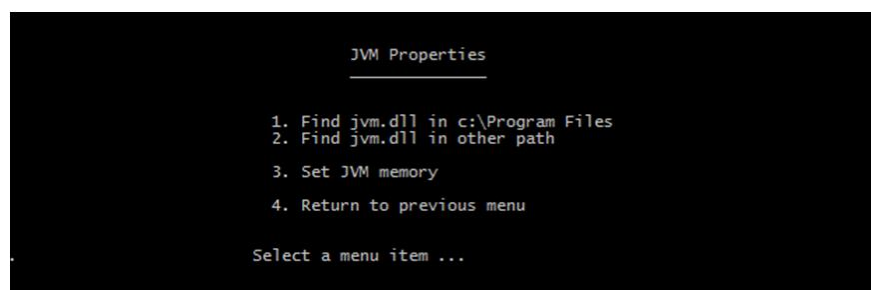 JVM Properties
1. Find jvm.dll in c:\Program Files
2. Find jvm.dll in other path
3. Set JVM memory
4. Return to previous menu
Select a menu item ...